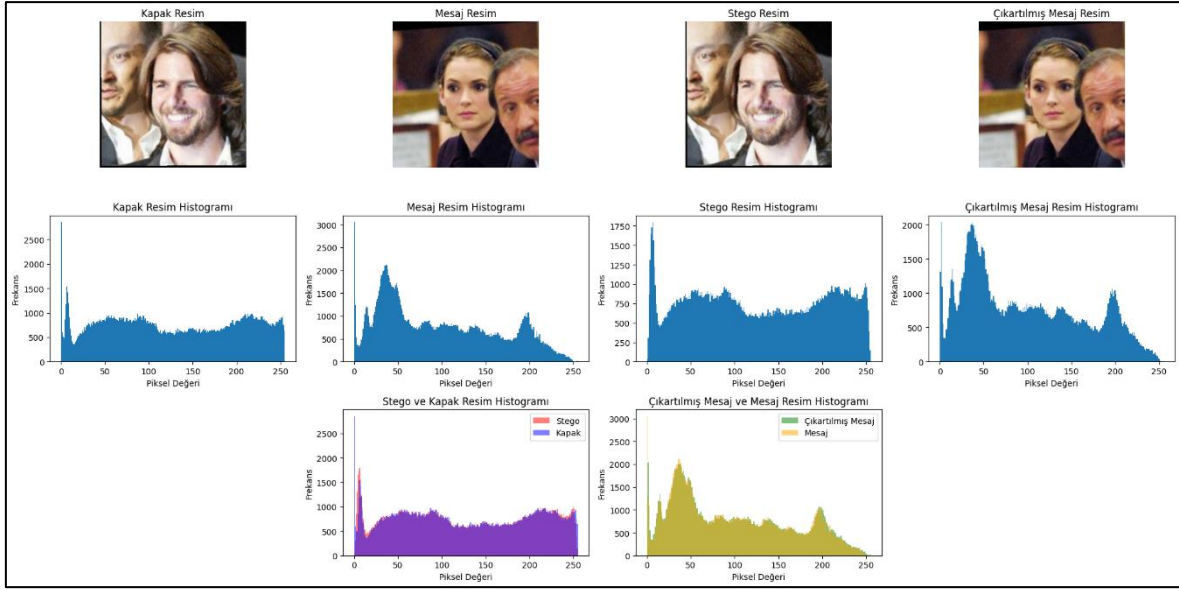 Kapak Resim
Mesaj Resim
Stego Resim
Çıkartılmış Mesaj Resim
Kapak Resim Histogramı
Mesaj Resim Histogramı
Stego Resim Histogramı
Çıkartılmış Mesaj Resim Histogramı
Frekans
2500
2000
1500
1000
500
0
0 50 100 150 200 250
Piksel Değeri
Frekans
3000
2500
2000
1500
1000
500
0
0 50 100 150 200 250
Piksel Değeri
Frekans
1750
1500
1250
1000
750
500
250
0
0 50 100 150 200 250
Piksel Değeri
Frekans
2000
1500
1000
500
0
0 50 100 150 200 250
Piksel Değeri
Stego ve Kapak Resim Histogramı
Stego
Kapak
Frekans
2500
2000
1500
1000
500
0
0 50 100 150 200 250
Piksel Değeri
Çıkartılmış Mesaj ve Mesaj Resim Histogramı
Çıkartılmış Mesaj
Mesaj
Frekans
3000
2500
2000
1500
1000
500
0
0 50 100 150 200 250
Piksel Değeri